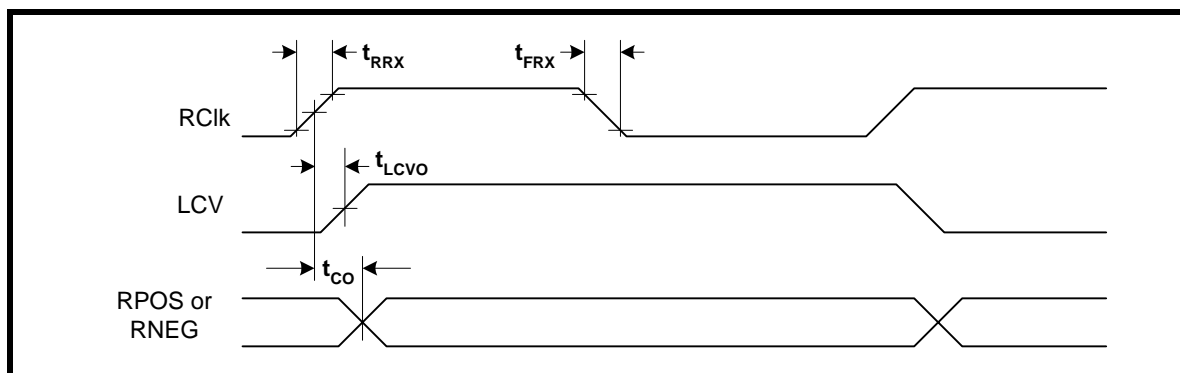 t_RRX t_FRX
RClk
t_LCVO
LCV
t_CO
RPOS or
RNEG